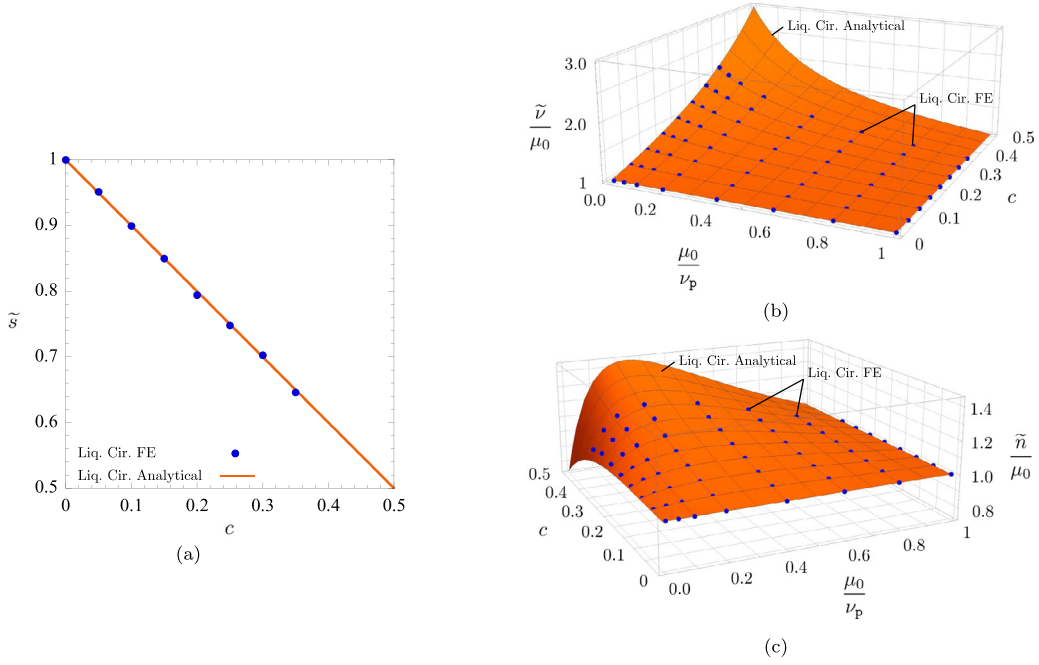 1
0.9
0.8
0.7
0.6
0.5
s̃
Liq. Cir. FE
Liq. Cir. Analytical
0 0.1 0.2 0.3 0.4 0.5
c
(a)
Liq. Cir. Analytical
Liq. Cir. FE
3.0
2.0
1
ν̃/μ₀
0.0 0.2 0.4 0.6 0.8 1
μ₀/νₚ
0 0.1 0.2 0.3 0.4 0.5
c
(b)
Liq. Cir. Analytical
Liq. Cir. FE
1.4
1.2
1.0
0.8
ñ/μ₀
0.5 0.4 0.3 0.2 0.1 0
c
0.0 0.2 0.4 0.6 0.8 1
μ₀/νₚ
(c)